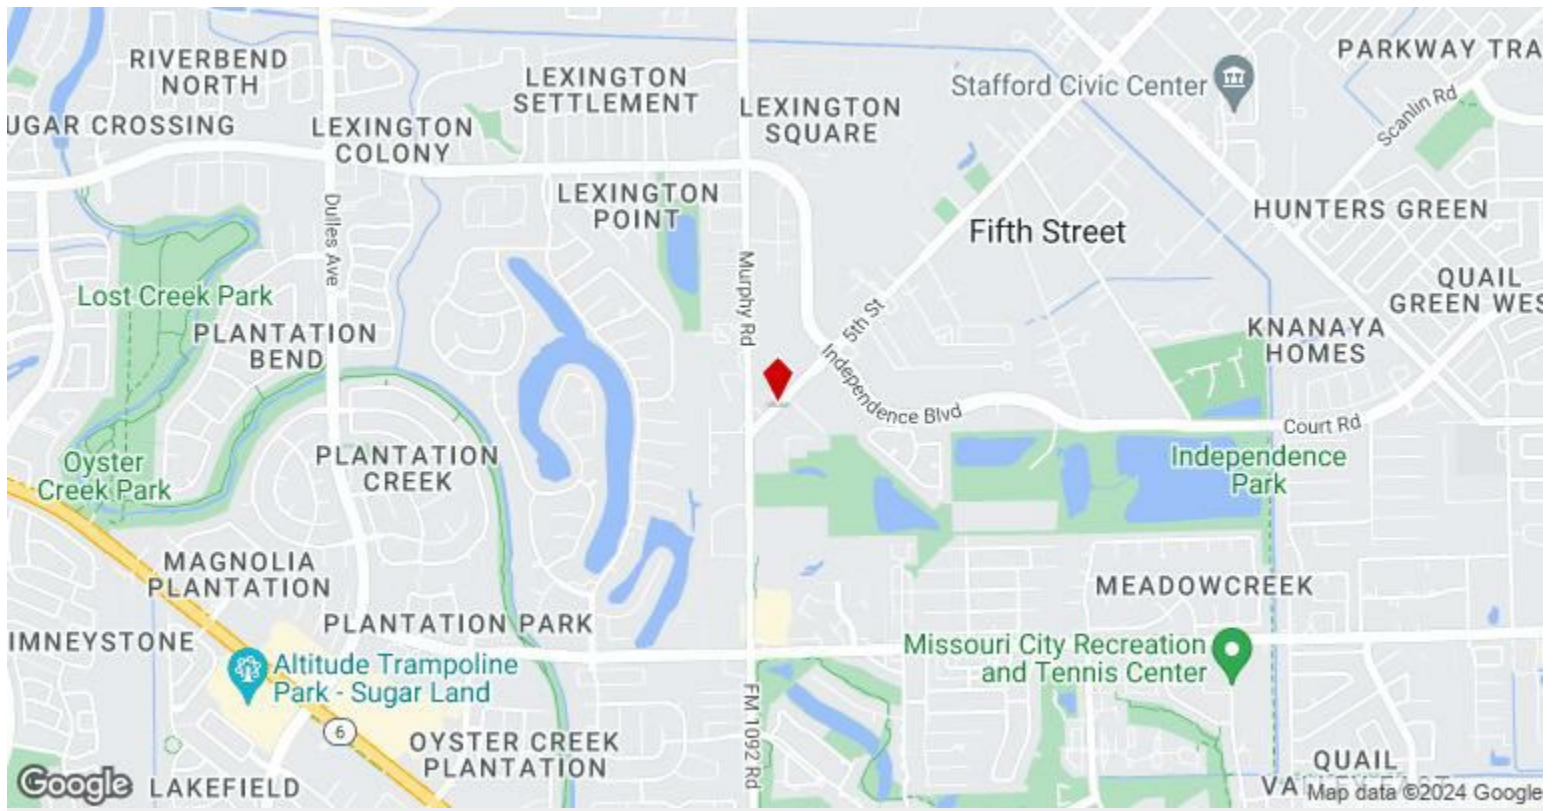 RIVERBEND
NORTH
LEXINGTON
SETTLEMENT
LEXINGTON
SQUARE
Stafford Civic Center
PARKWAY TRA
Scanlin Rd
UGAR CROSSING
LEXINGTON
COLONY
LEXINGTON
POINT
Dulles Ave
Fifth Street
HUNTERS GREEN
Lost Creek Park
Murphy Rd
QUAIL
GREEN WES
PLANTATION
BEND
5th St
KNANAYA
HOMES
Independence Blvd
Court Rd
Oyster
Creek Park
PLANTATION
CREEK
Independence
Park
MAGNOLIA
PLANTATION
MEADOWCREEK
IMNEYSTONE
PLANTATION PARK
Missouri City Recreation
and Tennis Center
Altitude Trampoline
Park - Sugar Land
FM 1092 Rd
6
OYSTER CREEK
PLANTATION
QUAIL
Google
LAKEFIELD
Map data ©2024 Google